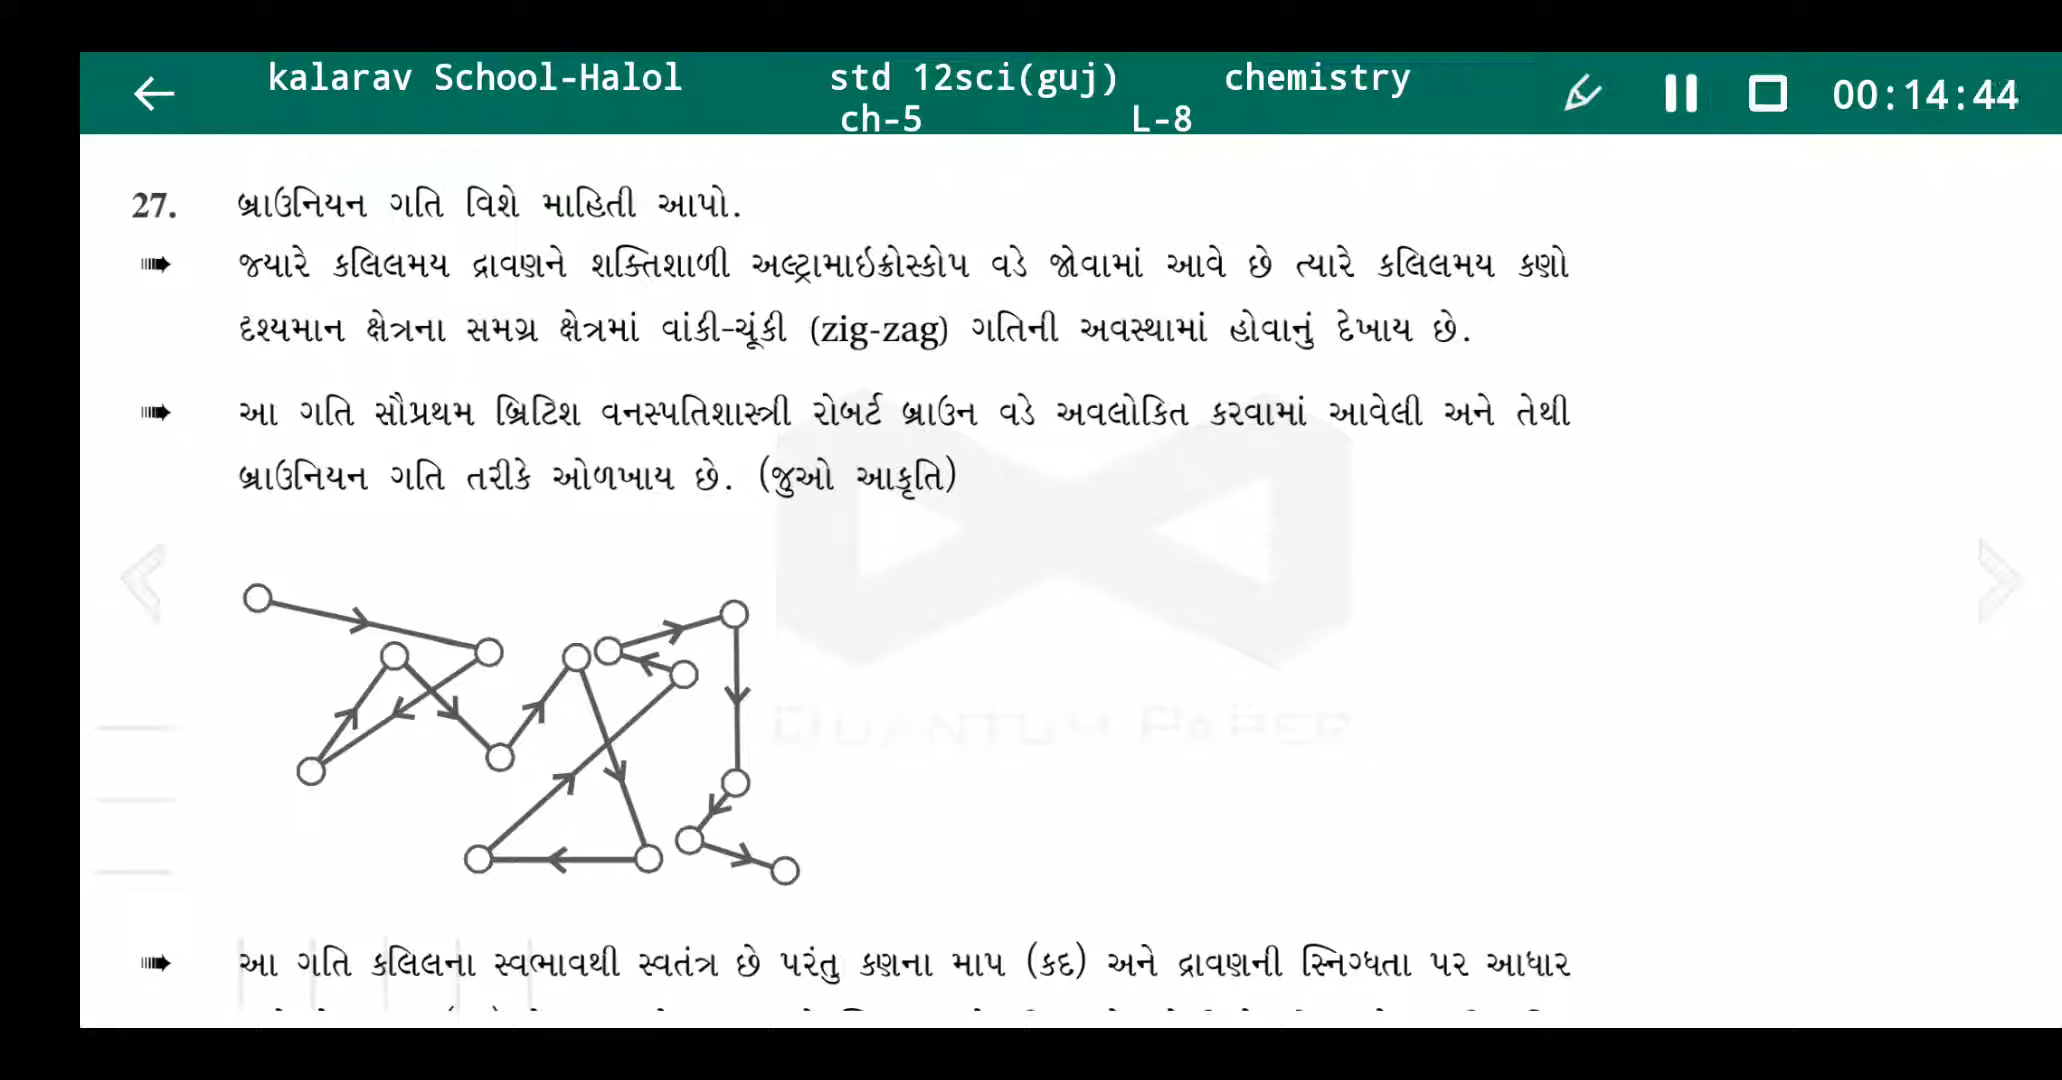 kalarav School-Halol std 12sci(guj) chemistry
ch-5 L-8
00:14:44
27. બ્રાઉનિયન ગતિ વિશે માહિતી આપો.
જ્યારે કલિલમય દ્રાવણને શક્તિશાળી અલ્ટ્રામાઇક્રોસ્કોપ વડે જોવામાં આવે છે ત્યારે કલિલમય કણો
દૃશ્યમાન ક્ષેત્રના સમગ્ર ક્ષેત્રમાં વાંકી-ચૂંકી (zig-zag) ગતિની અવસ્થામાં હોવાનું દેખાય છે.
આ ગતિ સૌપ્રથમ બ્રિટિશ વનસ્પતિશાસ્ત્રી રોબર્ટ બ્રાઉન વડે અવલોકિત કરવામાં આવેલી અને તેથી
બ્રાઉનિયન ગતિ તરીકે ઓળખાય છે. (જુઓ આકૃતિ)
QUANTUM PAPER
આ ગતિ કલિલના સ્વભાવથી સ્વતંત્ર છે પરંતુ કણના માપ (કદ) અને દ્રાવણની સ્નિગ્ધતા પર આધાર